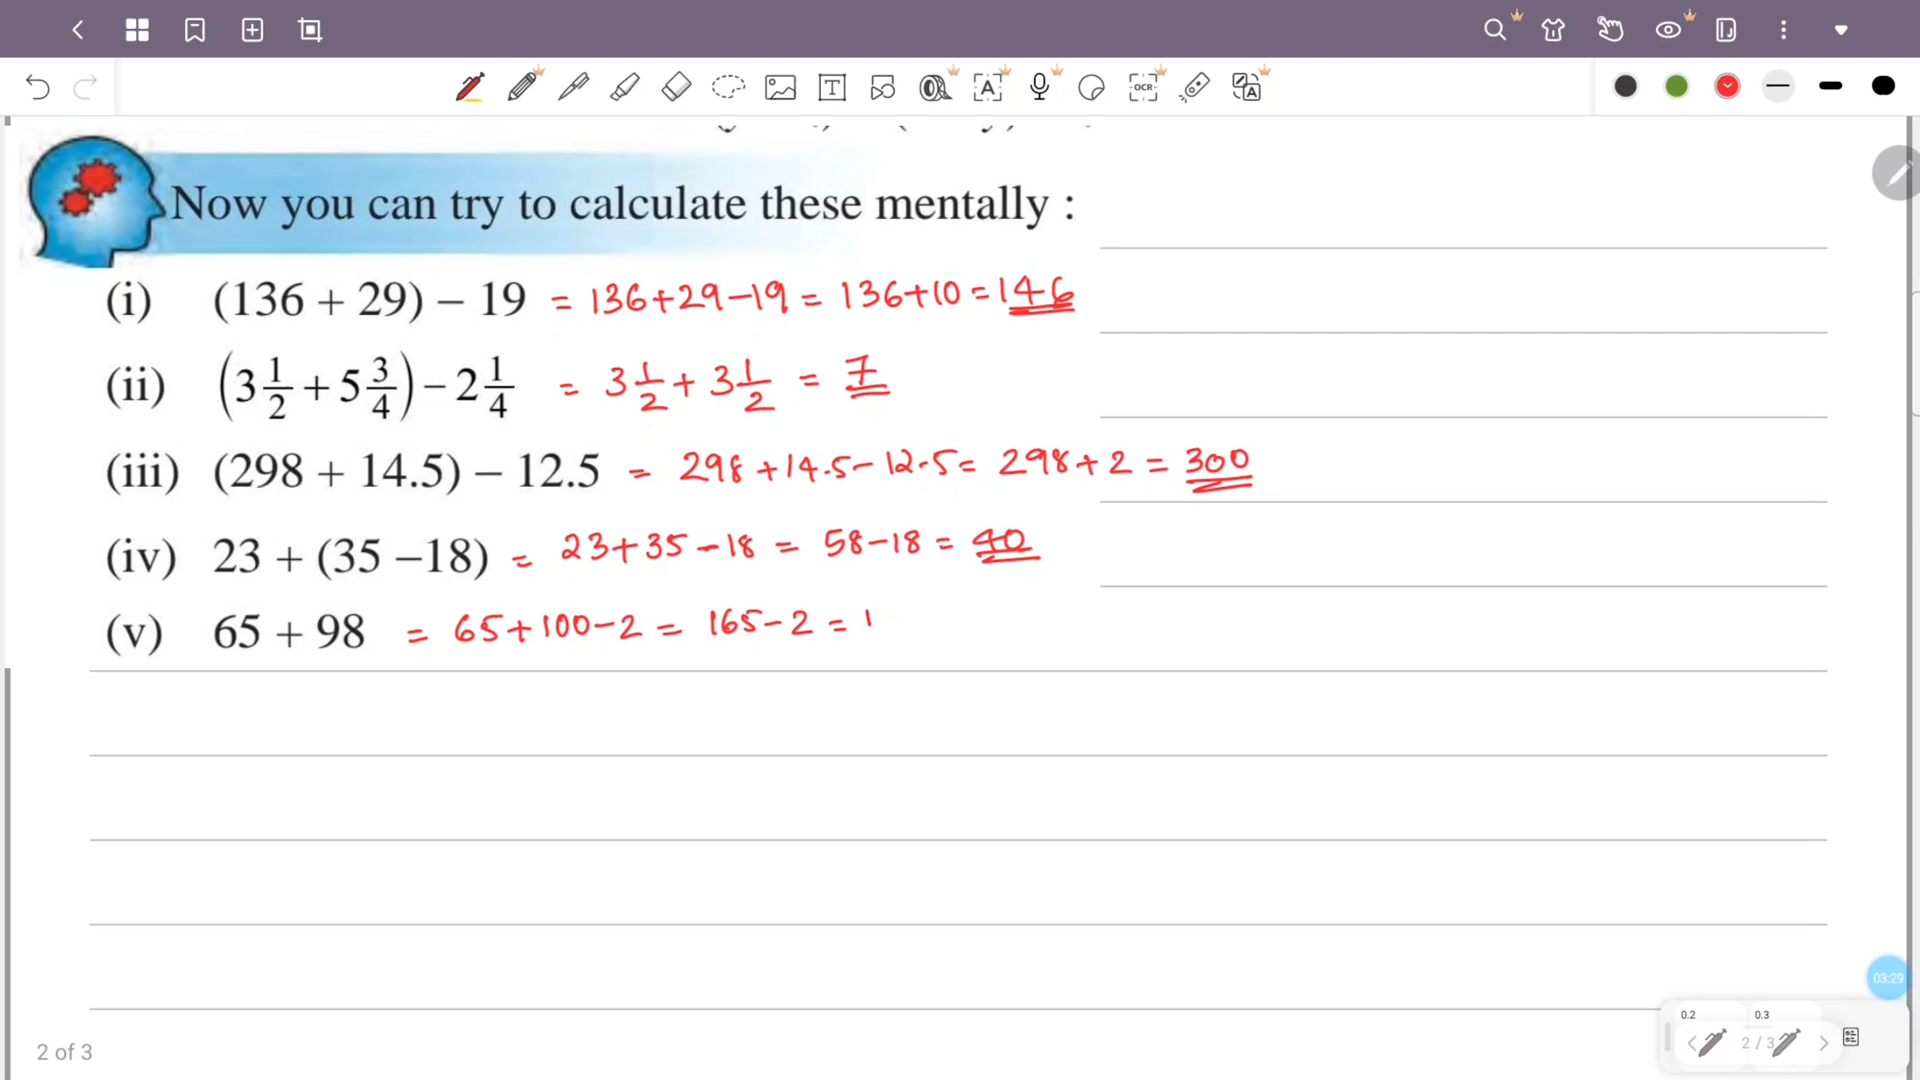 Now you can try to calculate these mentally :
(i) (136 + 29) – 19 = 136+29-19 = 136+10 = 146
(ii) (3 1/2 + 5 3/4) – 2 1/4 = 3 1/2 + 3 1/2 = 7
(iii) (298 + 14.5) – 12.5 = 298+14.5-12.5 = 298+2 = 300
(iv) 23 + (35 –18) = 23+35-18 = 58-18 = 40
(v) 65 + 98 = 65+100-2 = 165-2 = 1
03:29
0.2 0.3
2 / 3
2 of 3